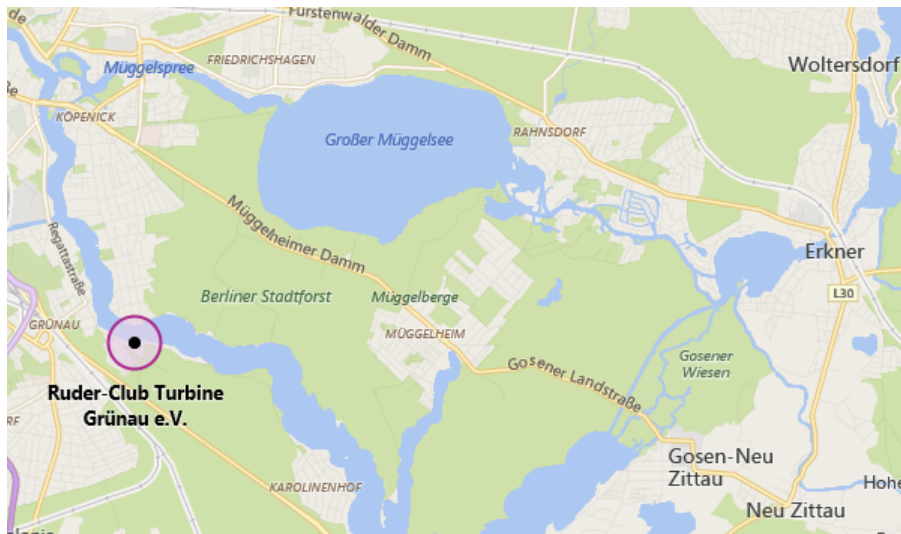 Fürstenwalder Damm
Müggelspree
FRIEDRICHSHAGEN
Woltersdorf
KÖPENICK
Großer Müggelsee
RAHNSDORF
Müggelheimer Damm
Regattastraße
Erkner
Berliner Stadtforst
Müggelberge
L30
GRÜNAU
MÜGGELHEIM
Gosener
Wiesen
Gosener Landstraße
Ruder-Club Turbine
Grünau e.V.
Gosen-Neu
Zittau
KAROLINENHOF
Neu Zittau